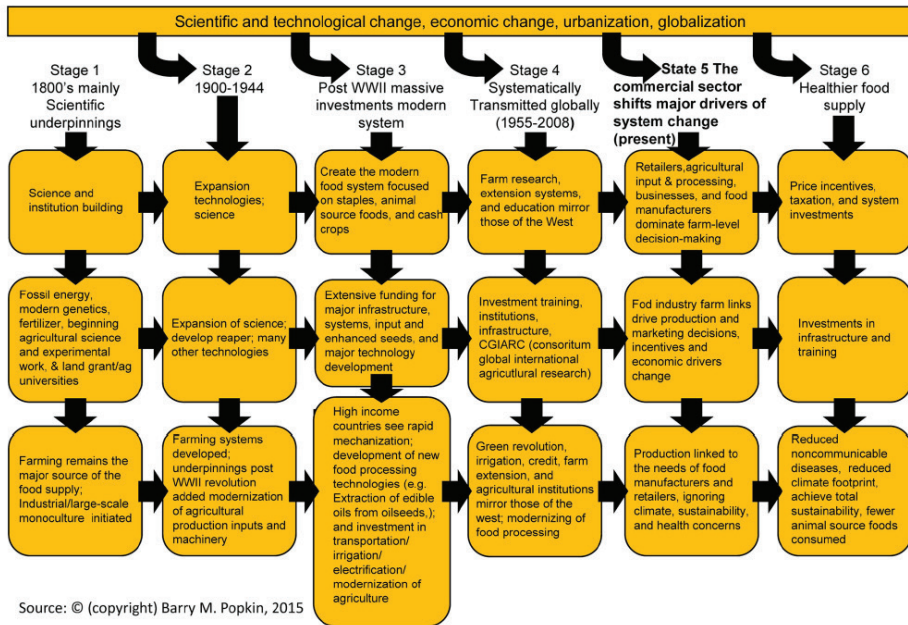 Scientific and technological change, economic change, urbanization, globalization
Stage 1
1800's mainly
Scientific
underpinnings
Stage 2
1900-1944
Stage 3
Post WWII massive
investments modern
system
Stage 4
Systematically
Transmitted globally
(1955-2008)
State 5 The
commercial sector
shifts major drivers of
system change
(present)
Stage 6
Healthier food
supply
Science and
institution building
Expansion
technologies;
science
Create the modern
food system focused
on staples, animal
source foods, and cash
crops
Farm research,
extension systems,
and education mirror
those of the West
Retailers,agricultural
input & processing,
businesses, and food
manufacturers
dominate farm-level
decision-making
Price incentives,
taxation, and system
investments
Fossil energy,
modern genetics,
fertilizer, beginning
agricultural science
and experimental
work, & land grant/ag
universities
Expansion of science;
develop reaper; many
other technologies
Extensive funding for
major infrastructure,
systems, input and
enhanced seeds, and
major technology
development
Investment training,
institutions,
infrastructure,
CGIARC (consoritum
global international
agricutlural research)
Fod industry farm links
drive production and
marketing decisions,
incentives and
economic drivers
change
Investments in
infrastructure and
training
Farming remains the
major source of the
food supply;
Industrial/large-scale
monoculture initiated
Farming systems
developed;
underpinnings post
WWII revolution
added modernization
of agricultural
production inputs and
machinery
High income
countries see rapid
mechanization;
development of new
food processing
technologies (e.g.
Extraction of edible
oils from oilseeds,);
and investment in
transportation/
irrigation/
electrification/
modernization of
agriculture
Green revolution,
irrigation, credit, farm
extension, and
agricultural institutions
mirror those of the
west; modernizing of
food processing
Production linked to
the needs of food
manufacturers and
retailers, ignoring
climate, sustainability,
and health concerns
Reduced
noncommunicable
diseases, reduced
climate footprint,
achieve total
sustainability, fewer
animal source foods
consumed
Source: © (copyright) Barry M. Popkin, 2015